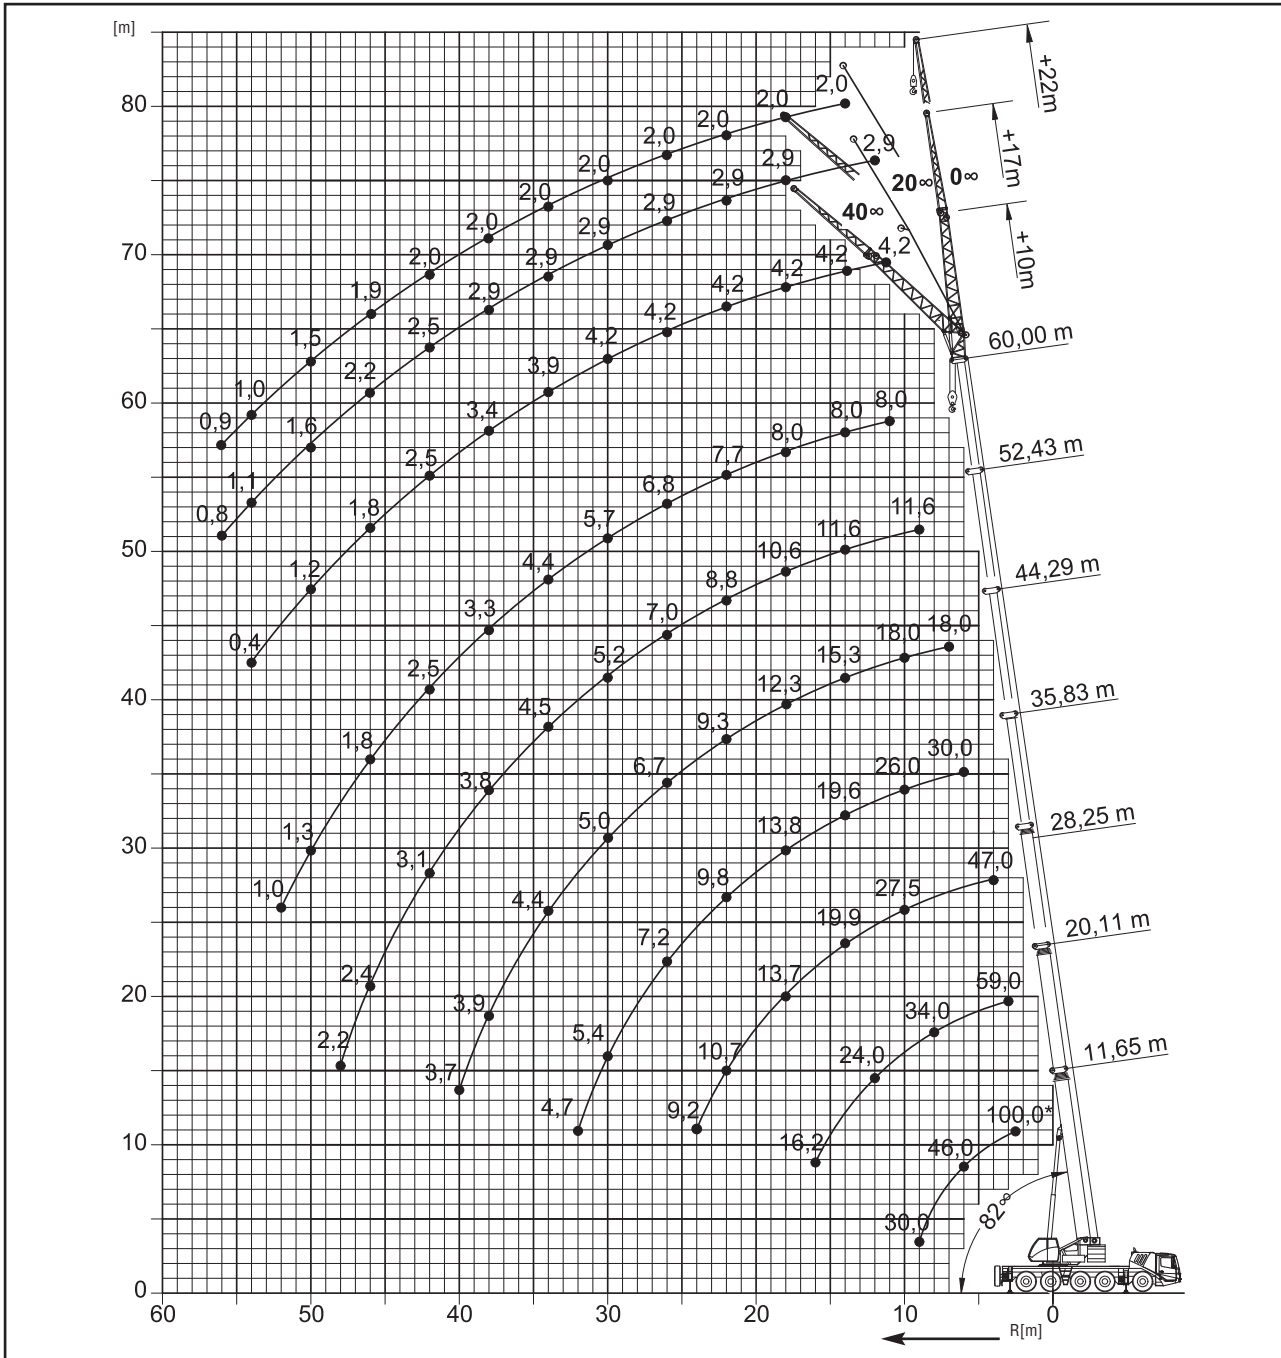 [m]
+22m
80
2,0 2,0 2,0 2,0 2,0 2,0 2,0 2,0 1,9 1,5 1,0 0,9
+17m
2,9 2,9 2,9 2,9 2,9 2,9 2,9 2,5 2,2 1,6 1,1 0,8
20∞ 0∞
40∞
+10m
70
4,2 4,2 4,2 4,2 4,2 4,2 3,9 3,4 2,5 1,8 1,2 0,4
60,00 m
60
8,0 8,0 8,0 7,7 6,8 5,7 4,4 3,3 2,5 1,8 1,3 1,0
52,43 m
50
11,6 11,6 10,6 8,8 7,0 5,2 4,5 3,8 3,1 2,4 2,2
44,29 m
40
18,0 18,0 15,3 12,3 9,3 6,7 5,0 4,4 3,9 3,7
35,83 m
30,0 26,0 19,6 13,8 9,8 7,2 5,4 4,7
28,25 m
30
47,0 27,5 19,9 13,7 10,7 9,2
20,11 m
20
59,0 34,0 24,0 16,2
11,65 m
100,0* 46,0 30,0
10
82∞
0
60 50 40 30 20 10 0
R[m]